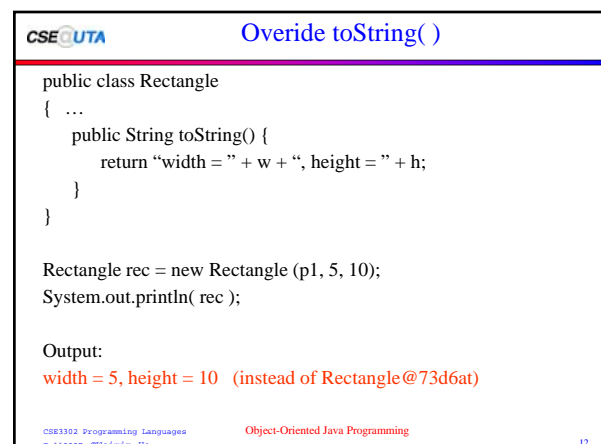 CSE@UTA
Overide toString( )
public class Rectangle
{ …
public String toString() {
return “width = ” + w + “, height = ” + h;
}
}
Rectangle rec = new Rectangle (p1, 5, 10);
System.out.println( rec );
Output:
width = 5, height = 10 (instead of Rectangle@73d6at)
CSE3302 Programming Languages
Object-Oriented Java Programming
12